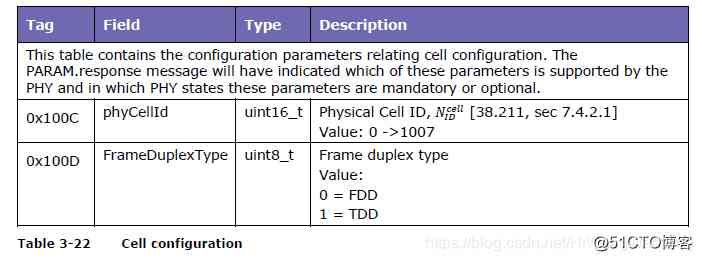 Tag Field Type Description
This table contains the configuration parameters relating cell configuration. The
PARAM.response message will have indicated which of these parameters is supported by the
PHY and in which PHY states these parameters are mandatory or optional.
0x100C phyCellId uint16_t Physical Cell ID, N_ID^cell [38.211, sec 7.4.2.1]
Value: 0 ->1007
0x100D FrameDuplexType uint8_t Frame duplex type
Value:
0 = FDD
1 = TDD
Table 3-22 Cell configuration
https://blog.csdn.net/
@51CTO博客